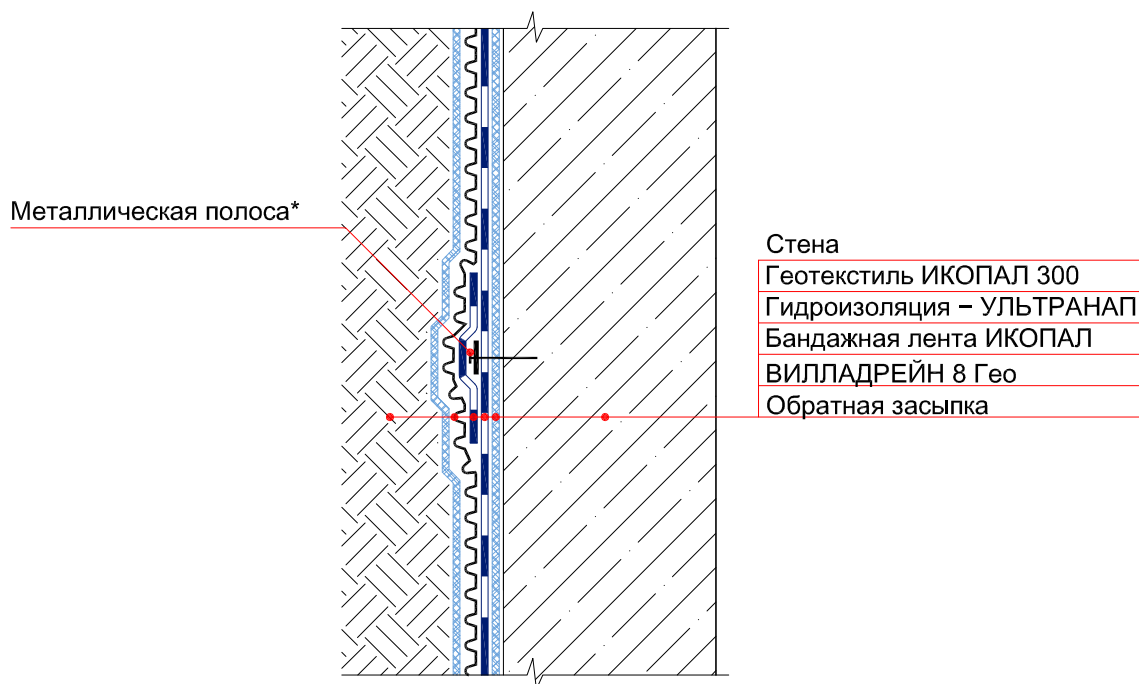 Металлическая полоса*
Стена
Геотекстиль ИКОПАЛ 300
Гидроизоляция – УЛЬТРАНАП
Бандажная лента ИКОПАЛ
ВИЛЛАДРЕЙН 8 Гео
Обратная засыпка